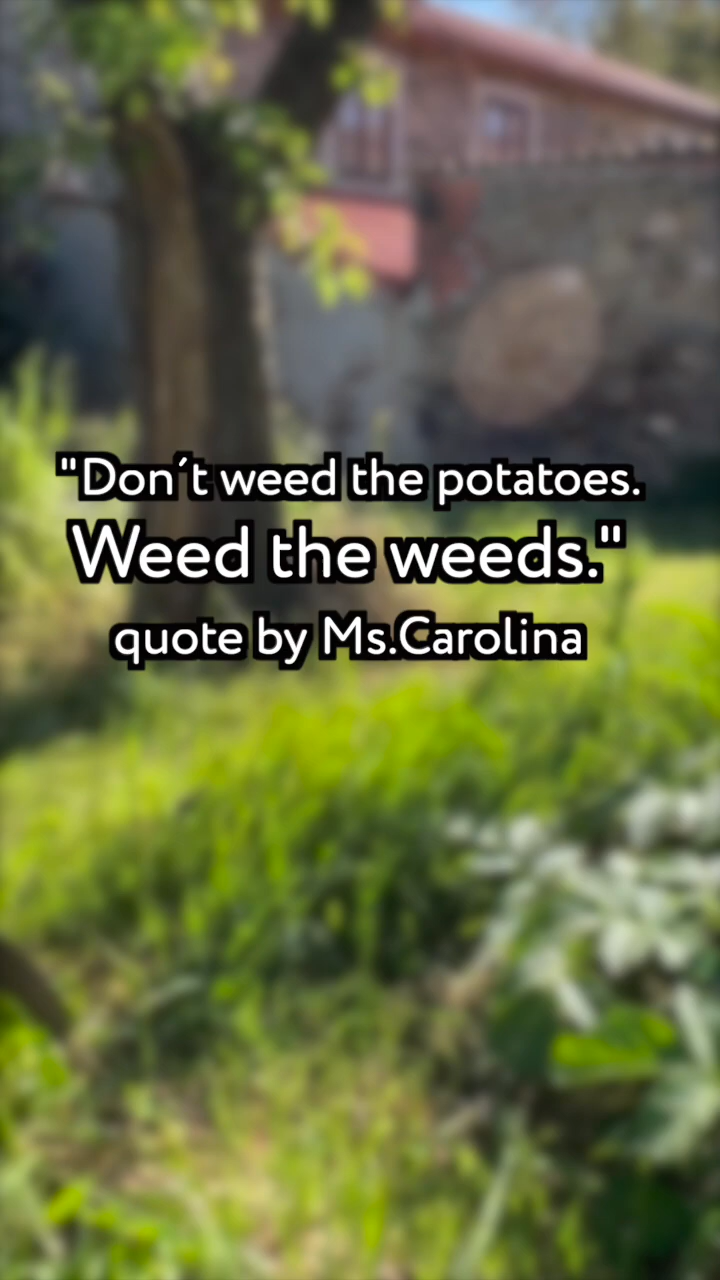 "Don´t weed the potatoes.
Weed the weeds."
quote by Ms.Carolina